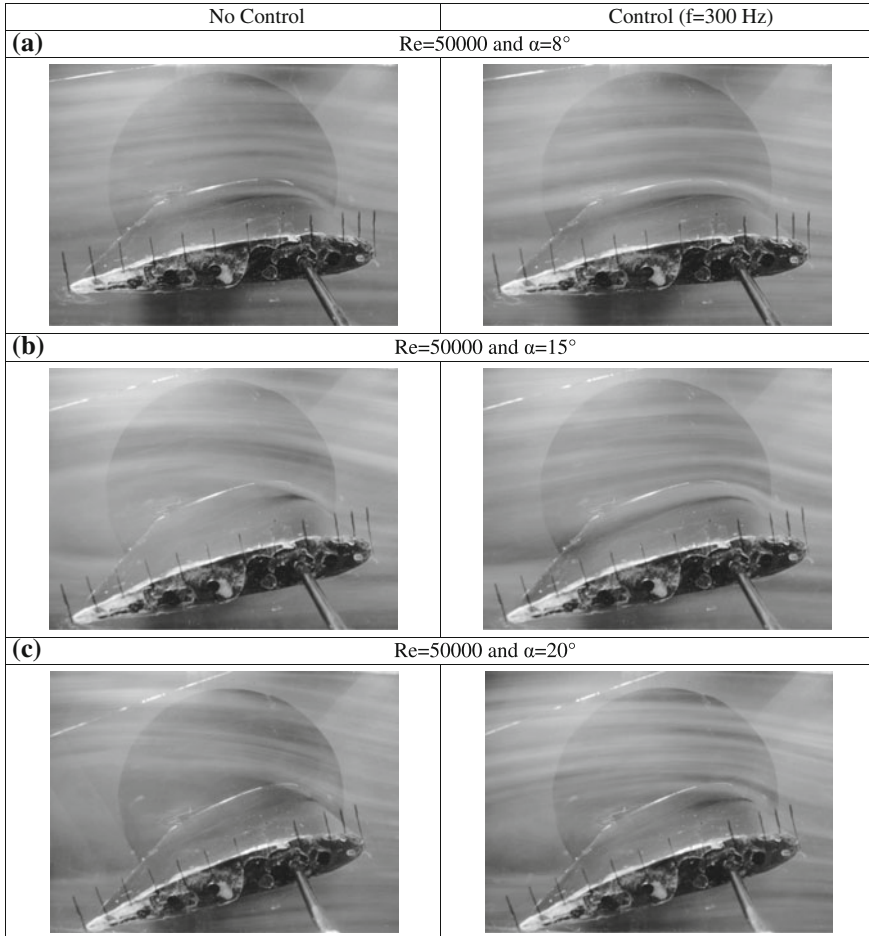 No Control Control (f=300 Hz)
(a) Re=50000 and α=8°
(b) Re=50000 and α=15°
(c) Re=50000 and α=20°